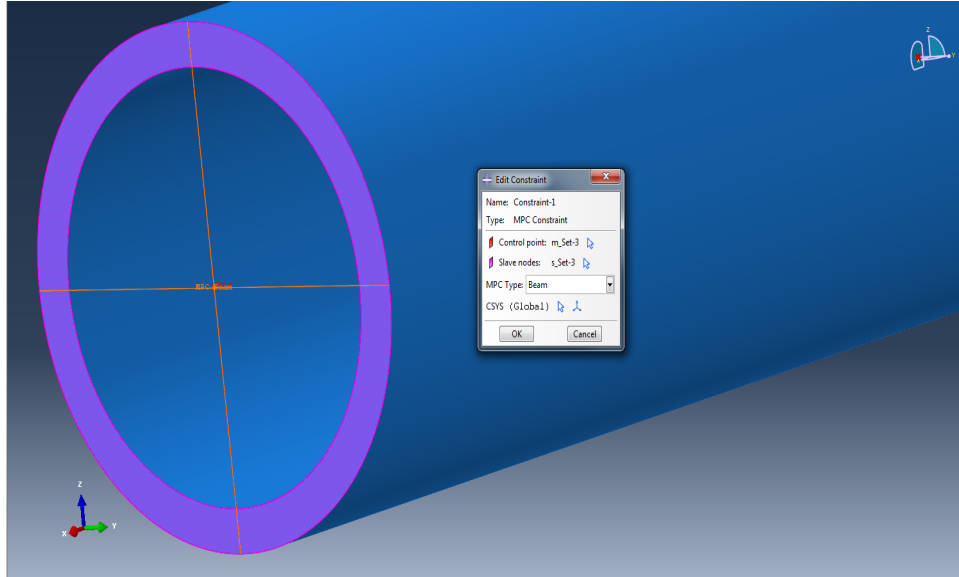 Z
Y
Edit Constraint
X
Name: Constraint-1
Type: MPC Constraint
Control point: m_Set-3
Slave nodes: s_Set-3
MPC Type: Beam
CSYS (Global)
OK Cancel
MPC
Z
Y
X